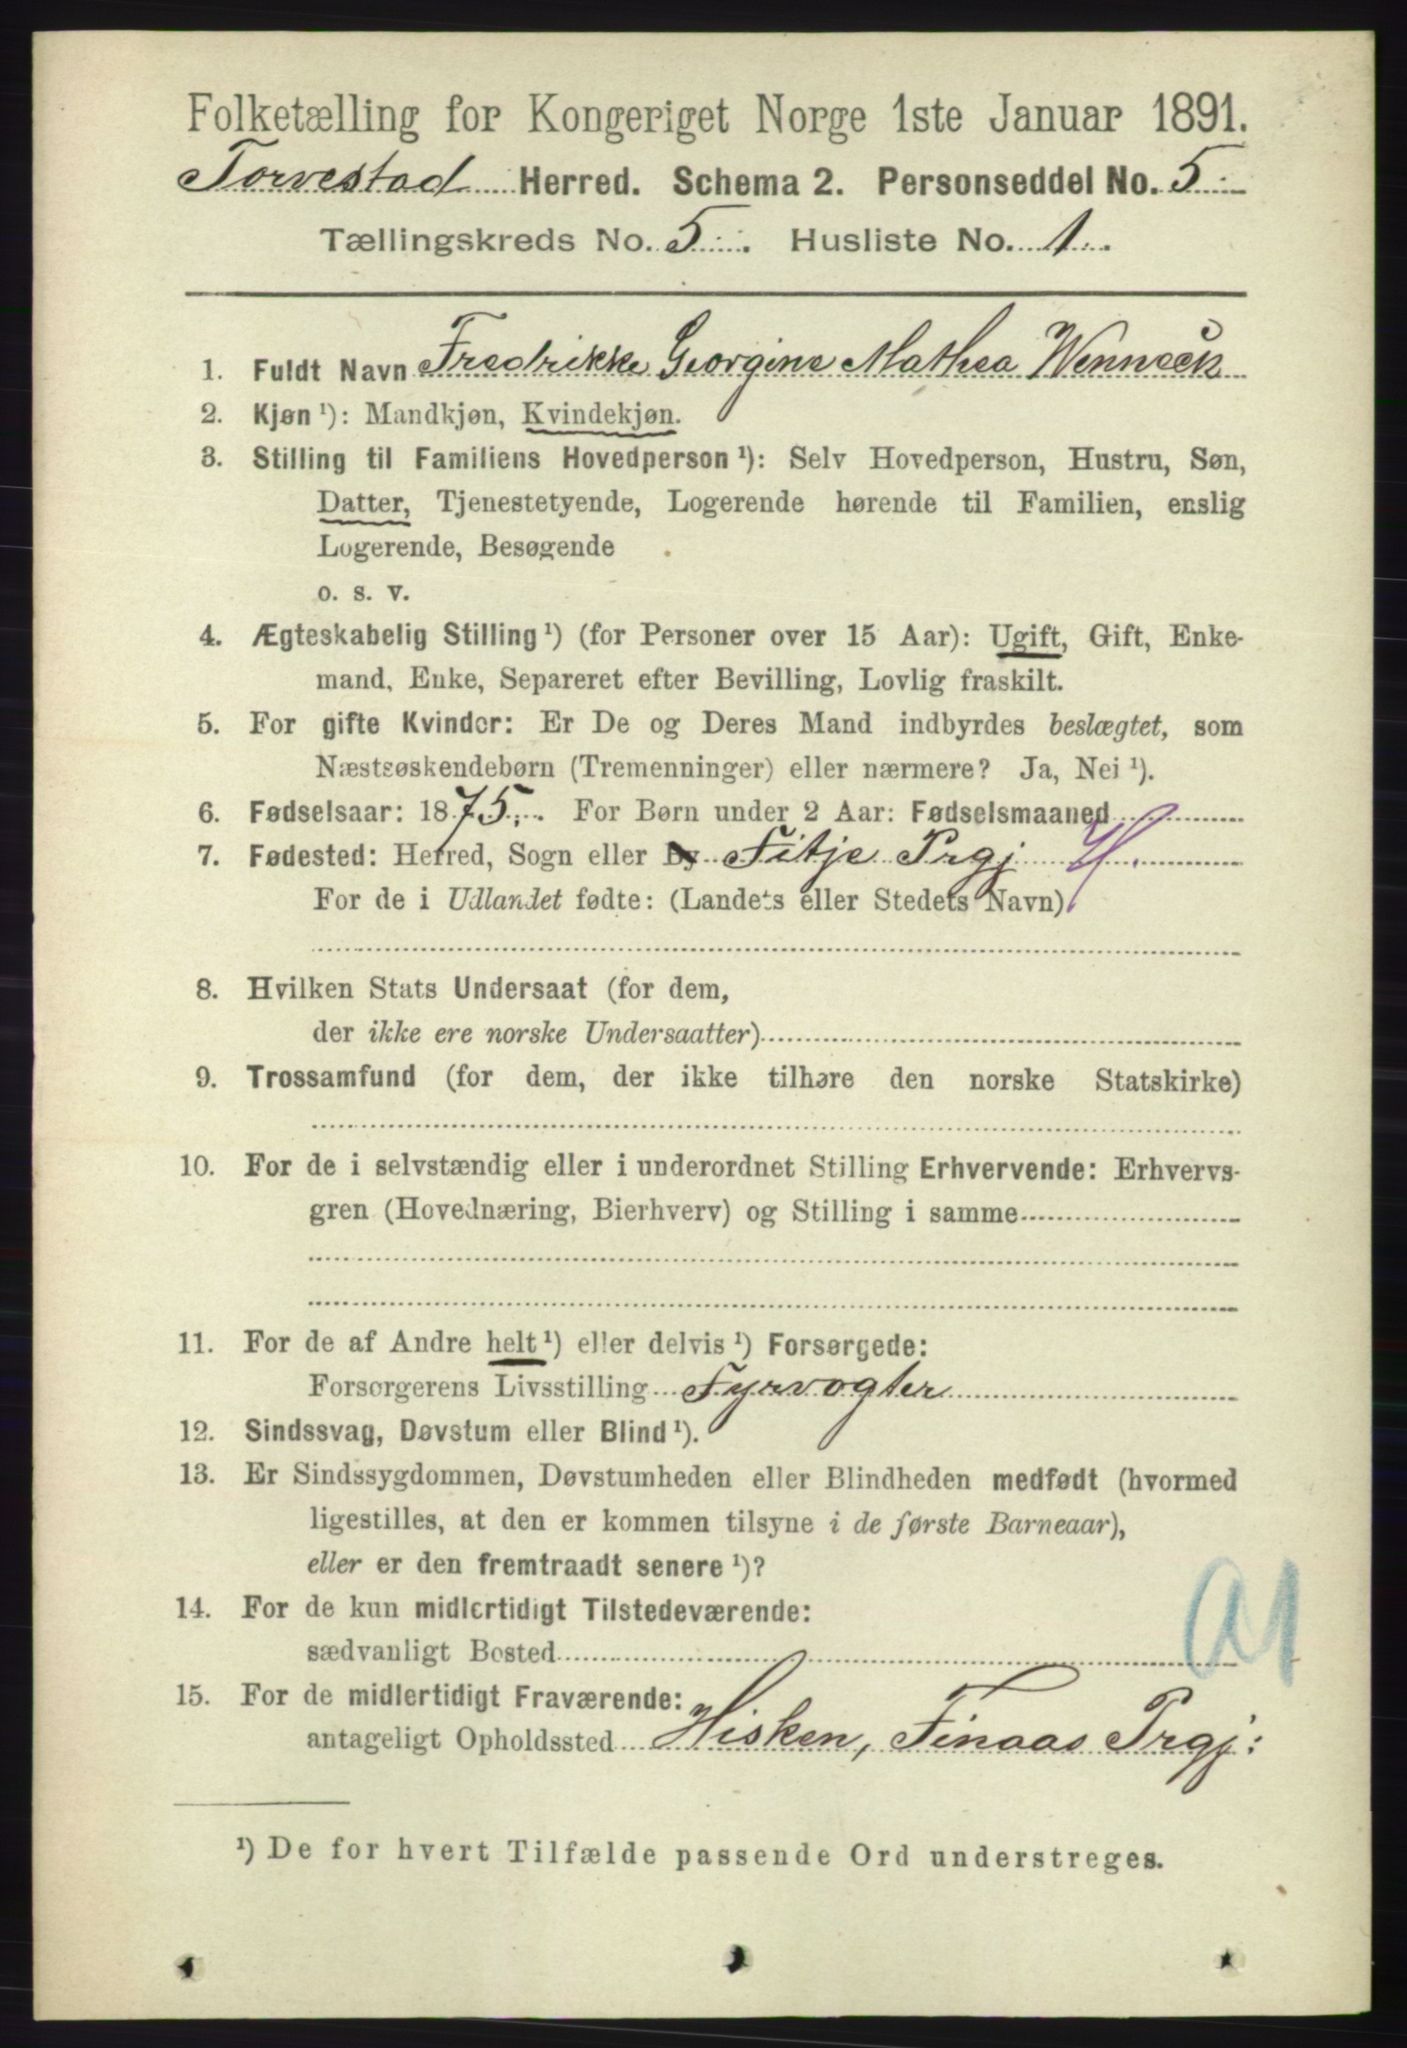 Folketælling for Kongeriget Norge 1ste Januar 1891.
Torvestad Herred. Schema 2. Personseddel No. 5
Tællingskreds No. 5. Husliste No. 1.
1. Fuldt Navn Fredrikke Georgine Mathea Wenneck
2. Kjøn ¹): Mandkjøn, Kvindekjøn.
3. Stilling til Familiens Hovedperson ¹): Selv Hovedperson, Hustru, Søn,
Datter, Tjenestetyende, Logerende hørende til Familien, enslig
Logerende, Besøgende
o. s. v.
4. Ægteskabelig Stilling ¹) (for Personer over 15 Aar): Ugift, Gift, Enke-
mand, Enke, Separeret efter Bevilling, Lovlig fraskilt.
5. For gifte Kvinder: Er De og Deres Mand indbyrdes beslægtet, som
Næstsøskendebørn (Tremenninger) eller nærmere? Ja, Nei ¹).
6. Fødselsaar: 1875. For Børn under 2 Aar: Fødselsmaaned
7. Fødested: Herred, Sogn eller By Fitje Prgj H.
For de i Udlandet fødte: (Landets eller Stedets Navn)
8. Hvilken Stats Undersaat (for dem,
der ikke ere norske Undersaatter)
9. Trossamfund (for dem, der ikke tilhøre den norske Statskirke)
10. For de i selvstændig eller i underordnet Stilling Erhvervende: Erhvervs-
gren (Hovednæring, Bierhverv) og Stilling i samme
11. For de af Andre helt ¹) eller delvis ¹) Forsørgede:
Forsørgerens Livsstilling Fyrvogter
12. Sindssvag, Døvstum eller Blind ¹).
13. Er Sindssygdommen, Døvstumheden eller Blindheden medfødt (hvormed
ligestilles, at den er kommen tilsyne i de første Barneaar),
eller er den fremtraadt senere ¹)?
14. For de kun midlertidigt Tilstedeværende:
sædvanligt Bosted
15. For de midlertidigt Fraværende:
antageligt Opholdssted Hisken, Finaas Prgj:
¹) De for hvert Tilfælde passende Ord understreges.